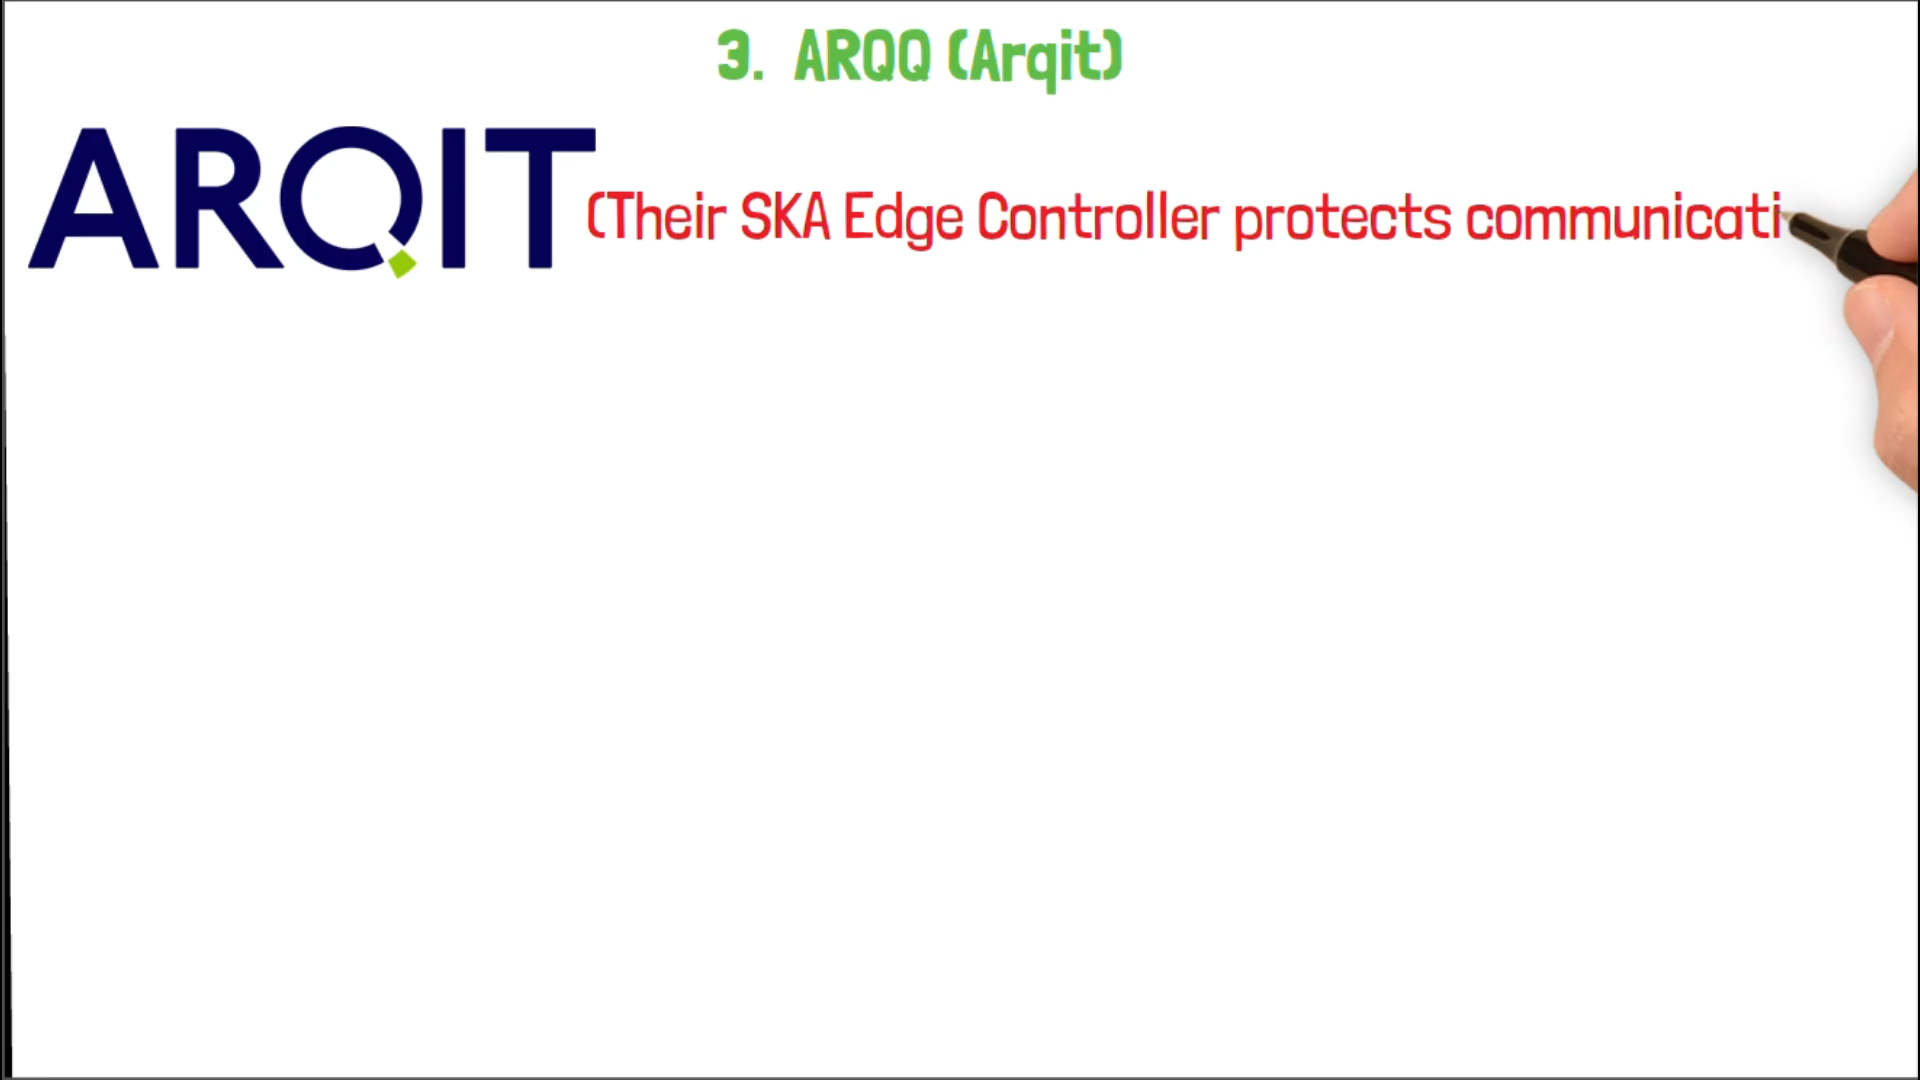 3. ARQQ (Arqit)
ARQIT
(Their SKA Edge Controller protects communicati